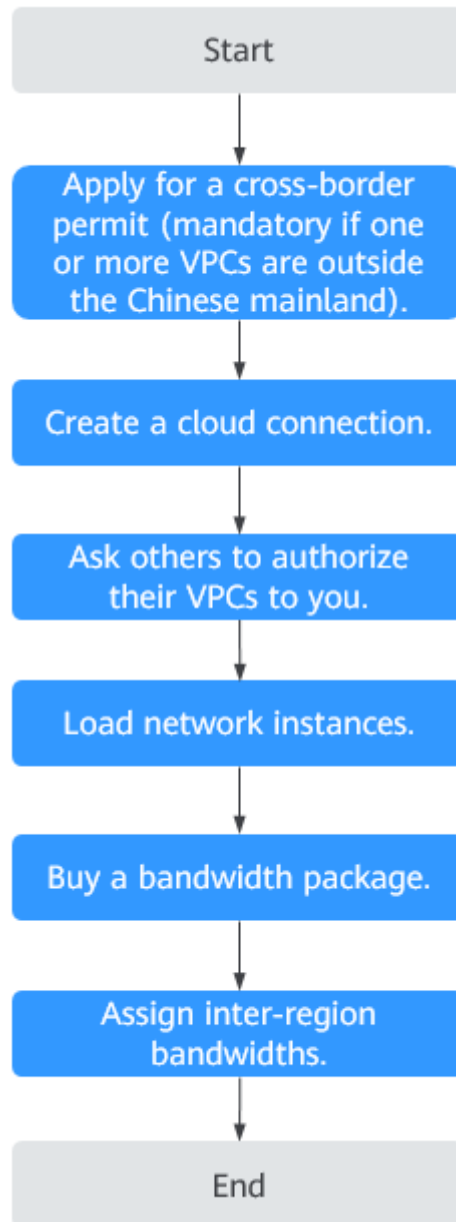 Start
Apply for a cross-border
permit (mandatory if one
or more VPCs are outside
the Chinese mainland).
Create a cloud connection.
Ask others to authorize
their VPCs to you.
Load network instances.
Buy a bandwidth package.
Assign inter-region
bandwidths.
End